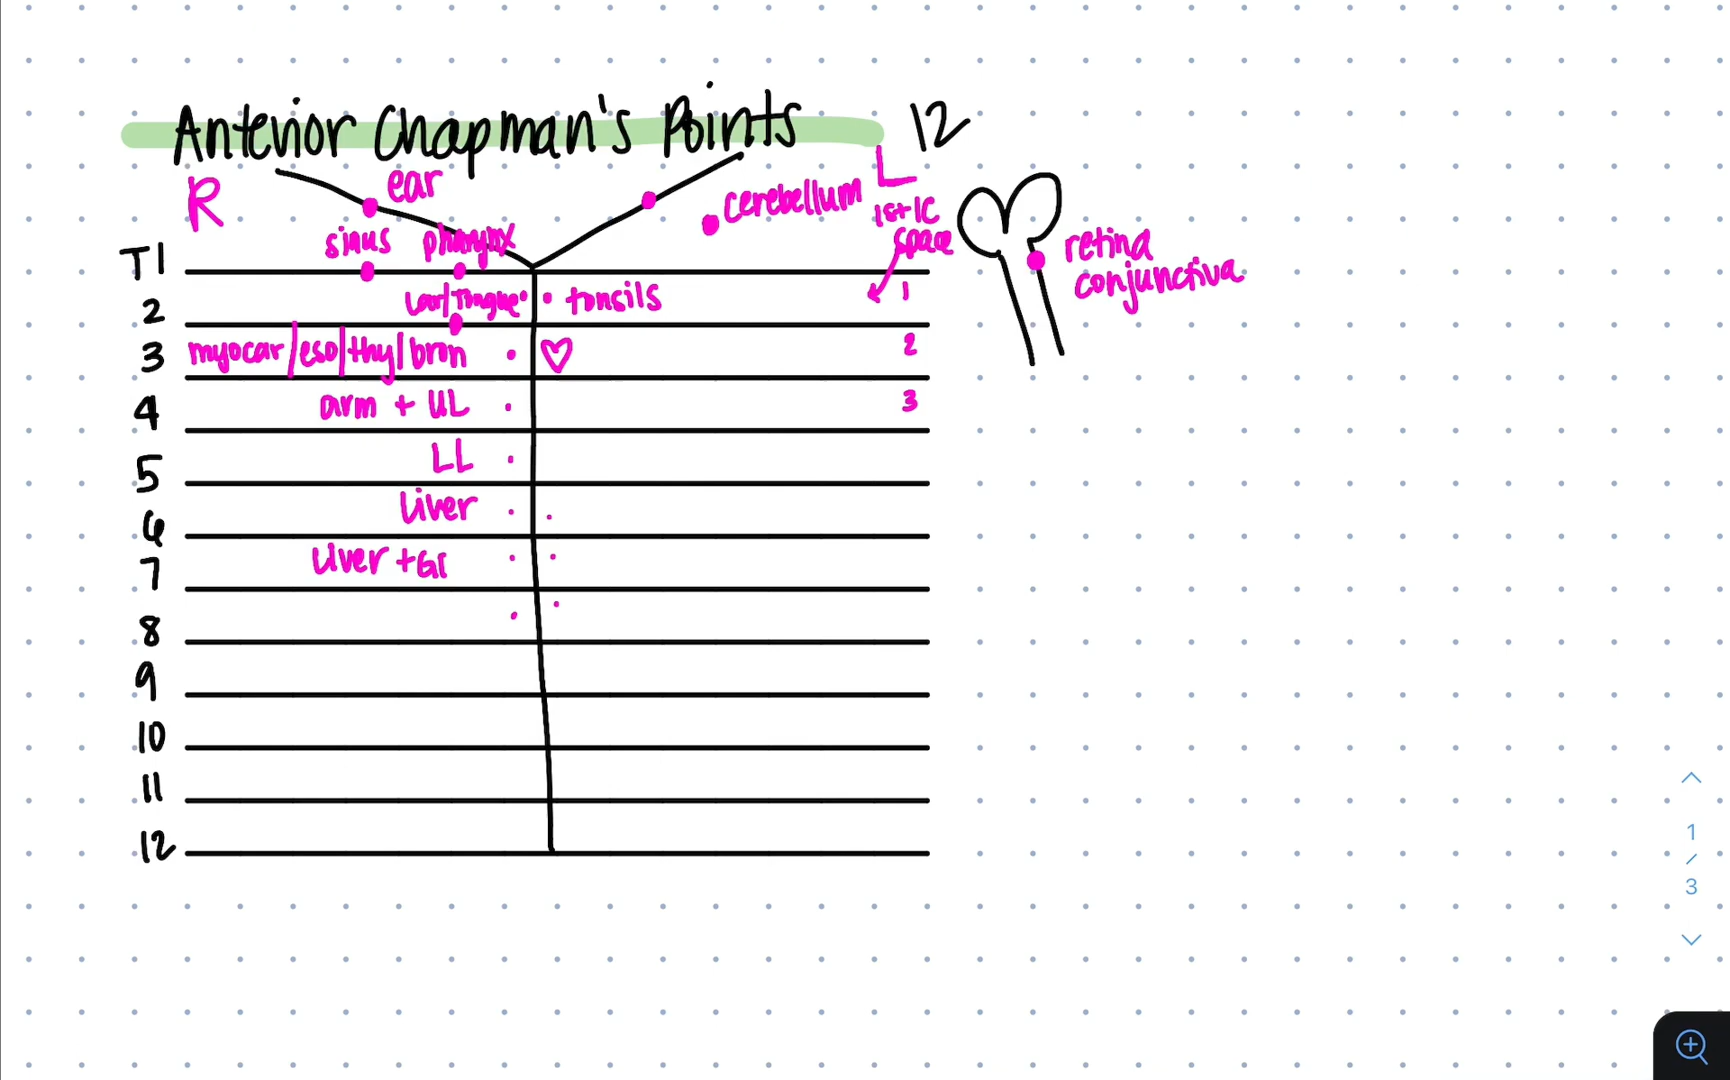 Anterior Chapman's Points 12
R ear cerebellum L
1st IC space
sinus pharynx
retina
conjunctiva
T1
Lar/Tongue tonsils 1
2
3 myocar/eso/thy/bron 2
4 arm + UL 3
5 LL
6 Liver
7 Liver + GI
8
9
10
11
12
1
/
3